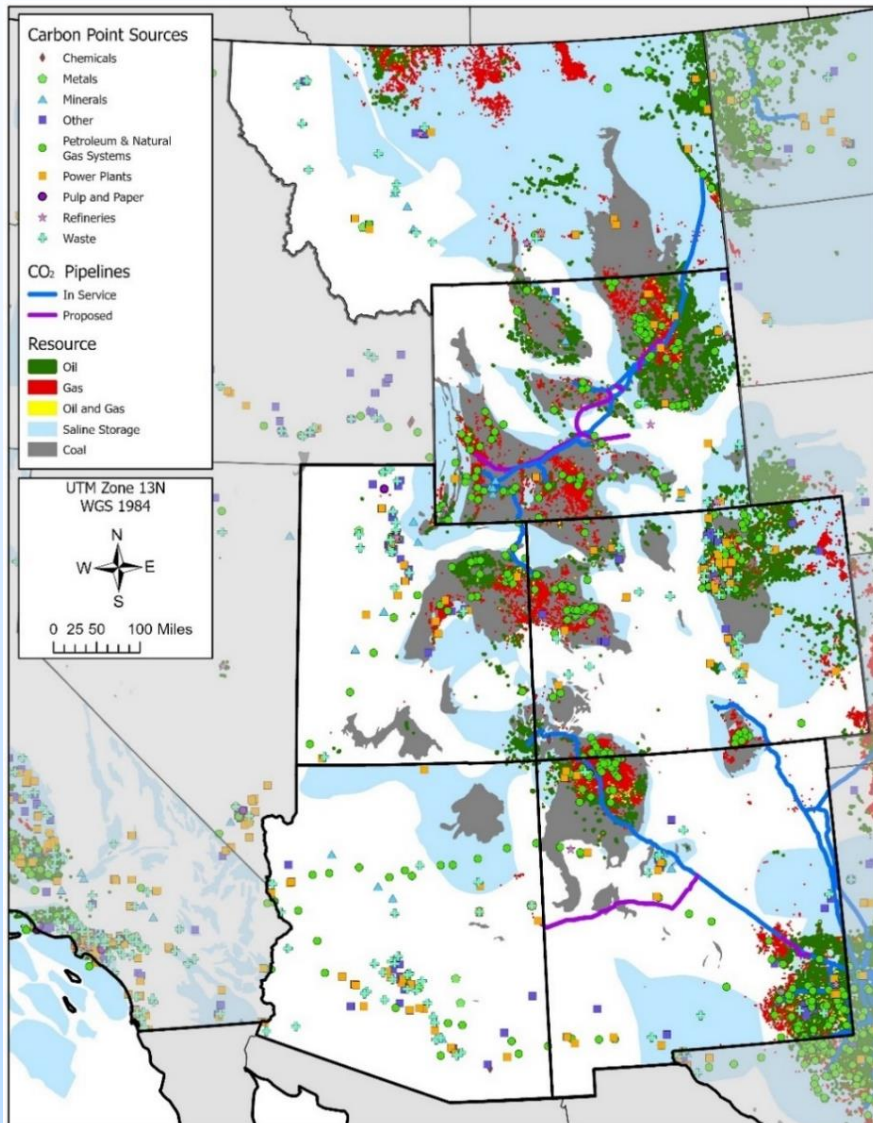 Carbon Point Sources
Chemicals
Metals
Minerals
Other
Petroleum & Natural
Gas Systems
Power Plants
Pulp and Paper
Refineries
Waste
CO₂ Pipelines
In Service
Proposed
Resource
Oil
Gas
Oil and Gas
Saline Storage
Coal
UTM Zone 13N
WGS 1984
N
W E
S
0 25 50 100 Miles